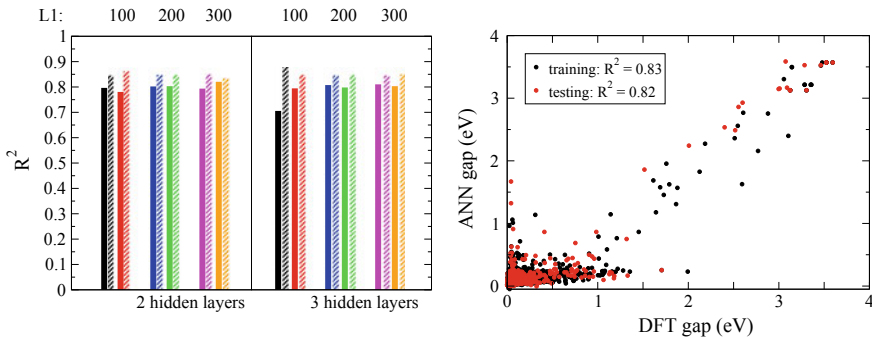 L1: 100 200 300 100 200 300
1
0.9
0.8
0.7
0.6
0.5
0.4
0.3
0.2
0.1
0
R²
2 hidden layers 3 hidden layers
4
3
2
1
0
ANN gap (eV)
training: R² = 0.83
testing: R² = 0.82
0 1 2 3 4
DFT gap (eV)